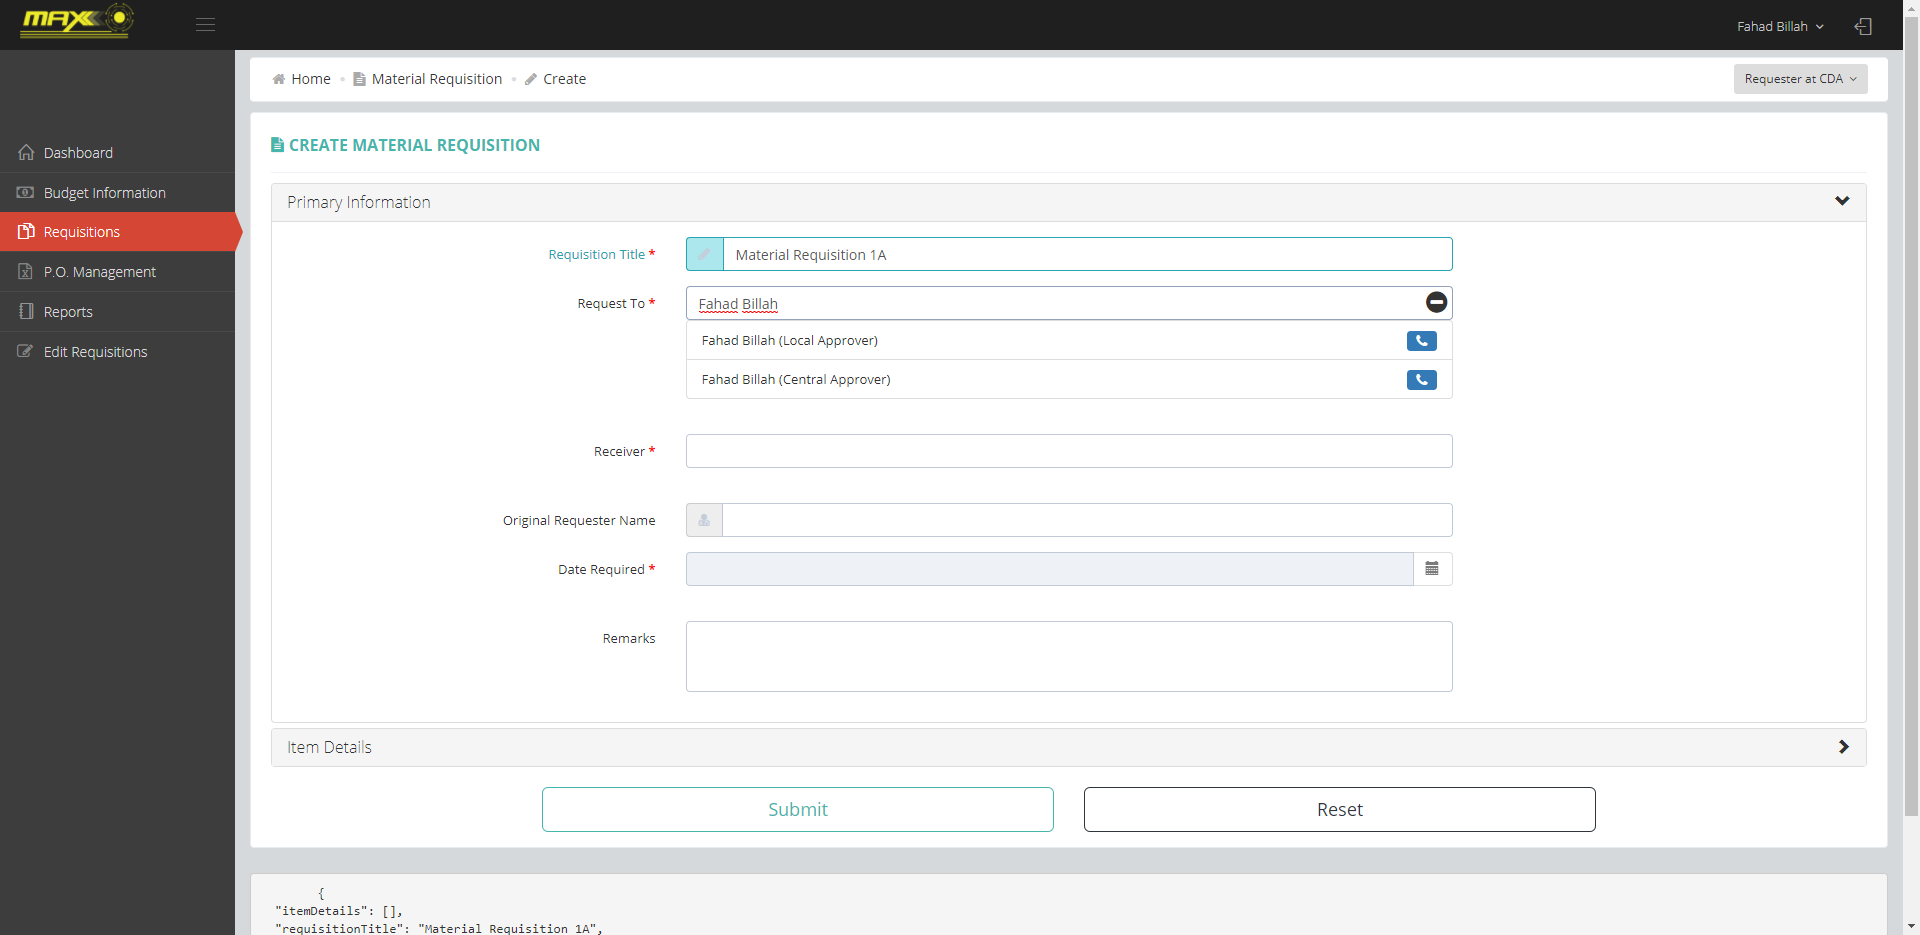 MAX
Fahad Billah
Home
Material Requisition
Create
Requester at CDA
Dashboard
Budget Information
Requisitions
P.O. Management
Reports
Edit Requisitions
CREATE MATERIAL REQUISITION
Primary Information
Requisition Title *
Material Requisition 1A
Request To *
Fahad Billah
Fahad Billah (Local Approver)
Fahad Billah (Central Approver)
Receiver *
Original Requester Name
Date Required *
Remarks
Item Details
Submit
Reset
{
"itemDetails": [],
"requisitionTitle": "Material Requisition 1A",